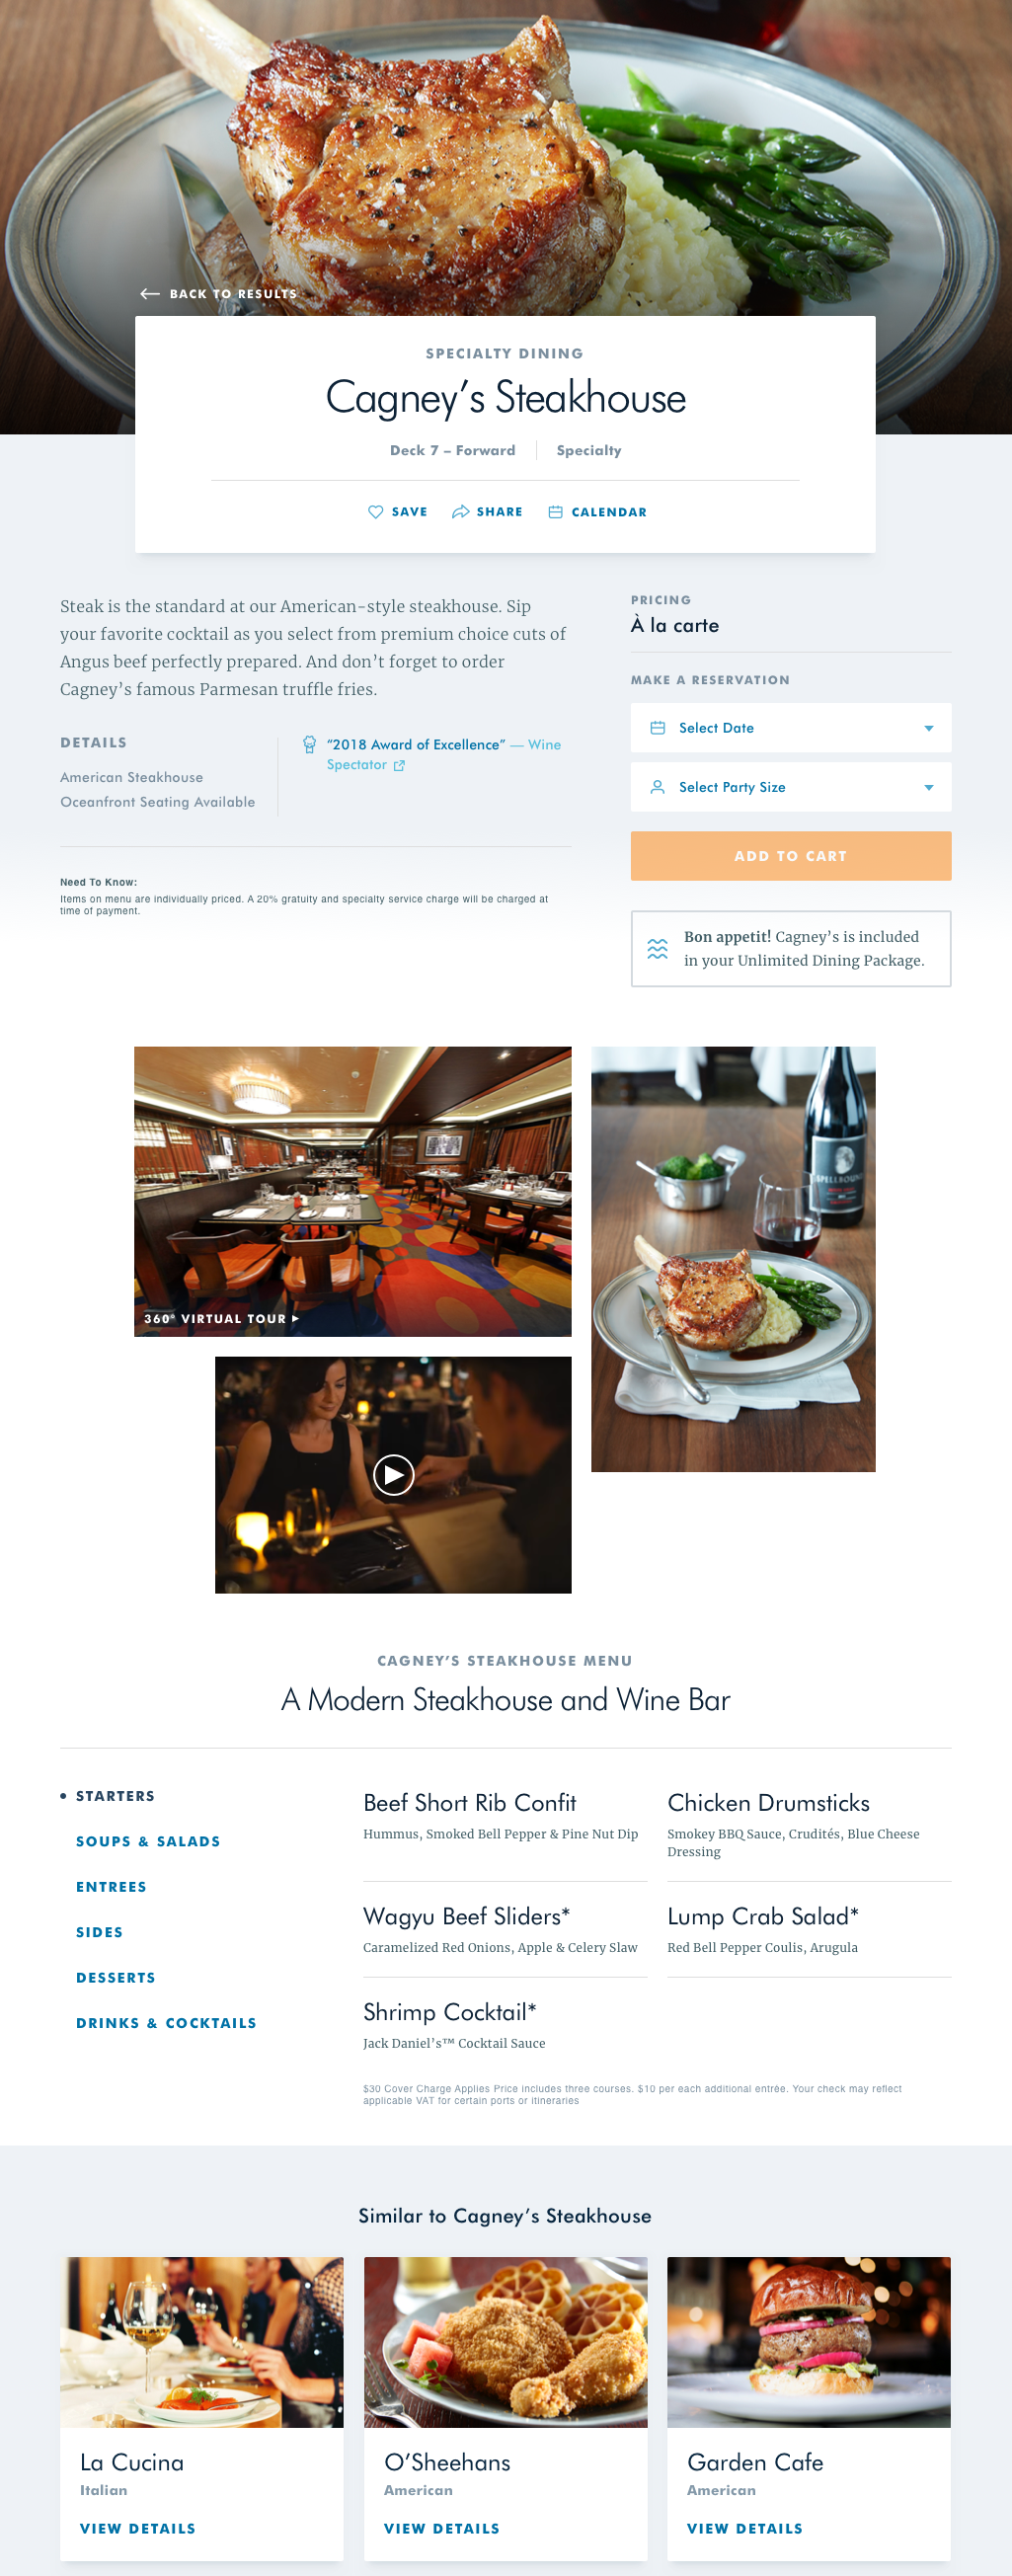 BACK TO RESULTS
SPECIALTY DINING
Cagney’s Steakhouse
Deck 7 – Forward
Specialty
SAVE
SHARE
CALENDAR
Steak is the standard at our American-style steakhouse. Sip
your favorite cocktail as you select from premium choice cuts of
Angus beef perfectly prepared. And don’t forget to order
Cagney’s famous Parmesan truffle fries.
DETAILS
American Steakhouse
Oceanfront Seating Available
“2018 Award of Excellence” — Wine
Spectator
Need To Know:
Items on menu are individually priced. A 20% gratuity and specialty service charge will be charged at
time of payment.
PRICING
À la carte
MAKE A RESERVATION
Select Date
Select Party Size
ADD TO CART
Bon appetit! Cagney’s is included
in your Unlimited Dining Package.
360° VIRTUAL TOUR
SPELLBOUND
CAGNEY’S STEAKHOUSE MENU
A Modern Steakhouse and Wine Bar
STARTERS
SOUPS & SALADS
ENTREES
SIDES
DESSERTS
DRINKS & COCKTAILS
Beef Short Rib Confit
Hummus, Smoked Bell Pepper & Pine Nut Dip
Chicken Drumsticks
Smokey BBQ Sauce, Crudités, Blue Cheese
Dressing
Wagyu Beef Sliders*
Caramelized Red Onions, Apple & Celery Slaw
Lump Crab Salad*
Red Bell Pepper Coulis, Arugula
Shrimp Cocktail*
Jack Daniel’s™ Cocktail Sauce
$30 Cover Charge Applies Price includes three courses. $10 per each additional entrée. Your check may reflect
applicable VAT for certain ports or itineraries
Similar to Cagney’s Steakhouse
La Cucina
Italian
VIEW DETAILS
O’Sheehans
American
VIEW DETAILS
Garden Cafe
American
VIEW DETAILS